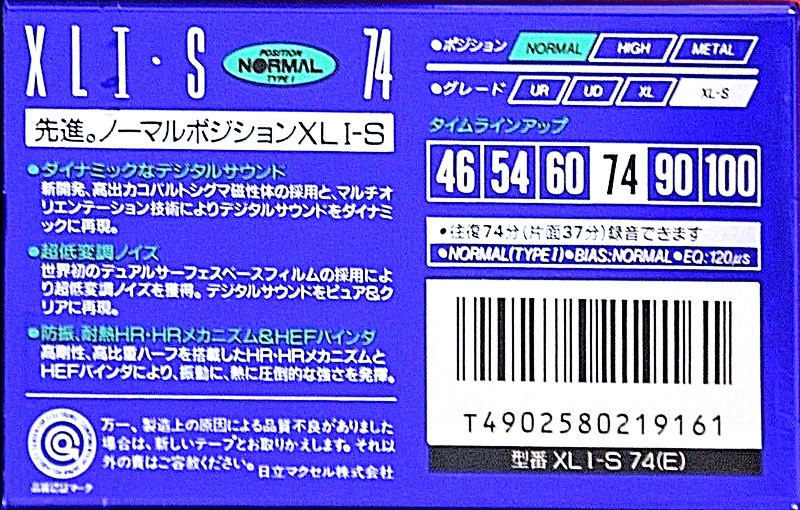 XLI・S
POSITION
NORMAL
TYPE I
74
先進。ノーマルポジションXLI-S
●ダイナミックなデジタルサウンド
新開発、高出力コバルトシグマ磁性体の採用と、マルチオ
リエンテーション技術によりデジタルサウンドをダイナミ
ックに再現。
●超低変調ノイズ
世界初のデュアルサーフェスベースフィルムの採用によ
り超低変調ノイズを獲得。デジタルサウンドをピュア&ク
リアに再現。
●防振、耐熱HR・HRメカニズム&HEFバインダ
高剛性、高比重ハーフを搭載したHR・HRメカニズムと
HEFバインダにより、振動に、熱に圧倒的な強さを発揮。
万一、製造上の原因による品質不良がありました
場合は、新しいテープとお取りかえします。それ以
外の責はご容赦ください。日立マクセル株式会社
品質にはマーク
●ポジション NORMAL HIGH METAL
●グレード UR UD XL XL-S
タイムラインアップ
46 54 60 74 90 100
●往復74分(片面37分)録音できます
●NORMAL(TYPE I)●BIAS:NORMAL●EQ:120μs
T4902580219161
型番 XLI-S 74(E)